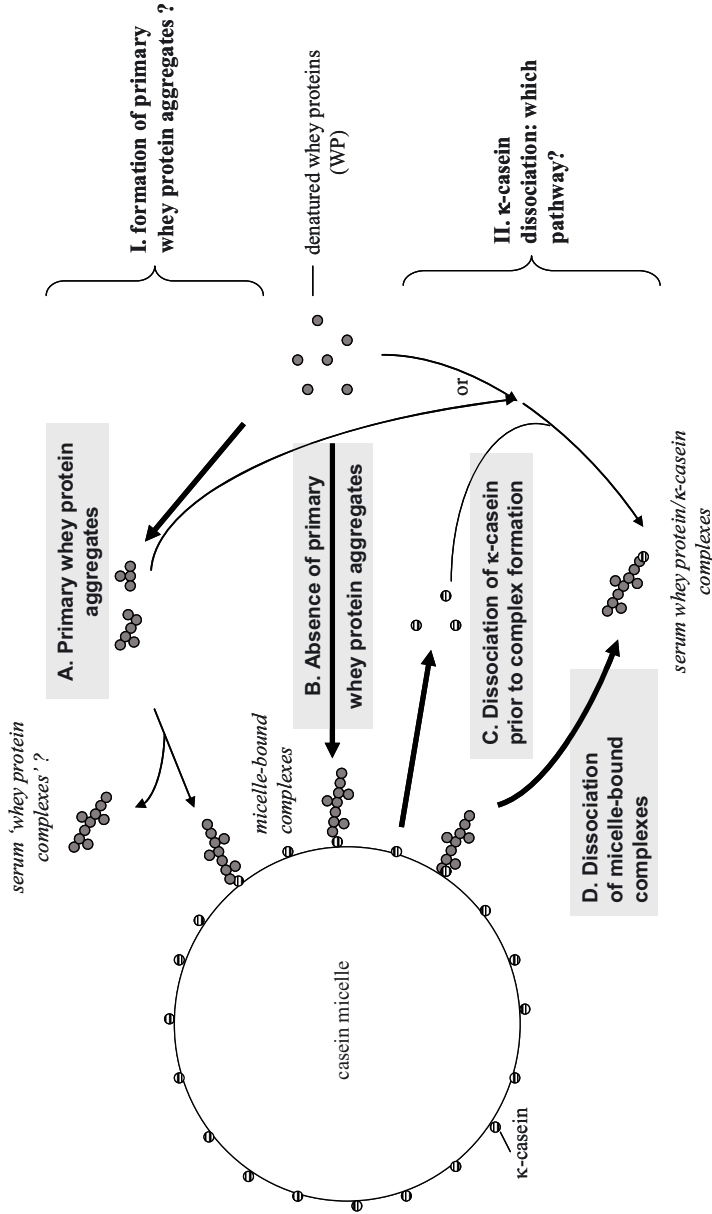 serum ‘whey protein
complexes’ ?
A. Primary whey protein
aggregates
I. formation of primary
whey protein aggregates ?
micelle-bound
complexes
B. Absence of primary
whey protein aggregates
denatured whey proteins
(WP)
casein micelle
or
C. Dissociation of κ-casein
prior to complex formation
II. κ-casein
dissociation: which
pathway?
κ-casein
D. Dissociation
of micelle-bound
complexes
serum whey protein/κ-casein
complexes